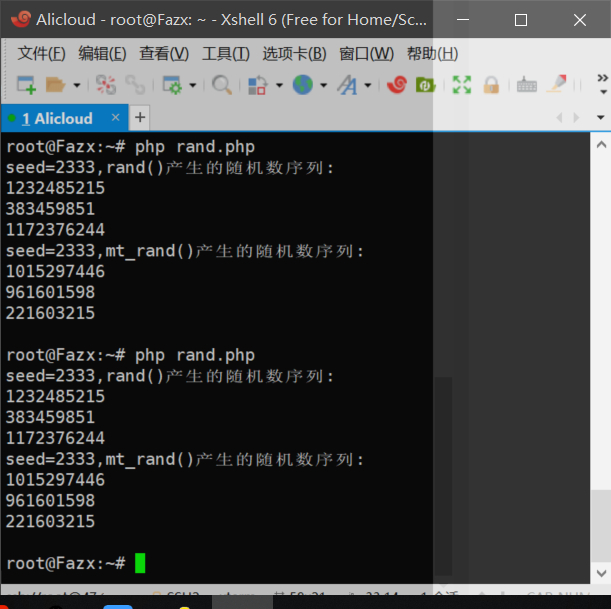 Alicloud - root@Fazx: ~ - Xshell 6 (Free for Home/Sc...
文件(F) 编辑(E) 查看(V) 工具(T) 选项卡(B) 窗口(W) 帮助(H)
1 Alicloud
root@Fazx:~# php rand.php
seed=2333,rand()产生的随机数序列:
1232485215
383459851
1172376244
seed=2333,mt_rand()产生的随机数序列:
1015297446
961601598
221603215
root@Fazx:~# php rand.php
seed=2333,rand()产生的随机数序列:
1232485215
383459851
1172376244
seed=2333,mt_rand()产生的随机数序列:
1015297446
961601598
221603215
root@Fazx:~#